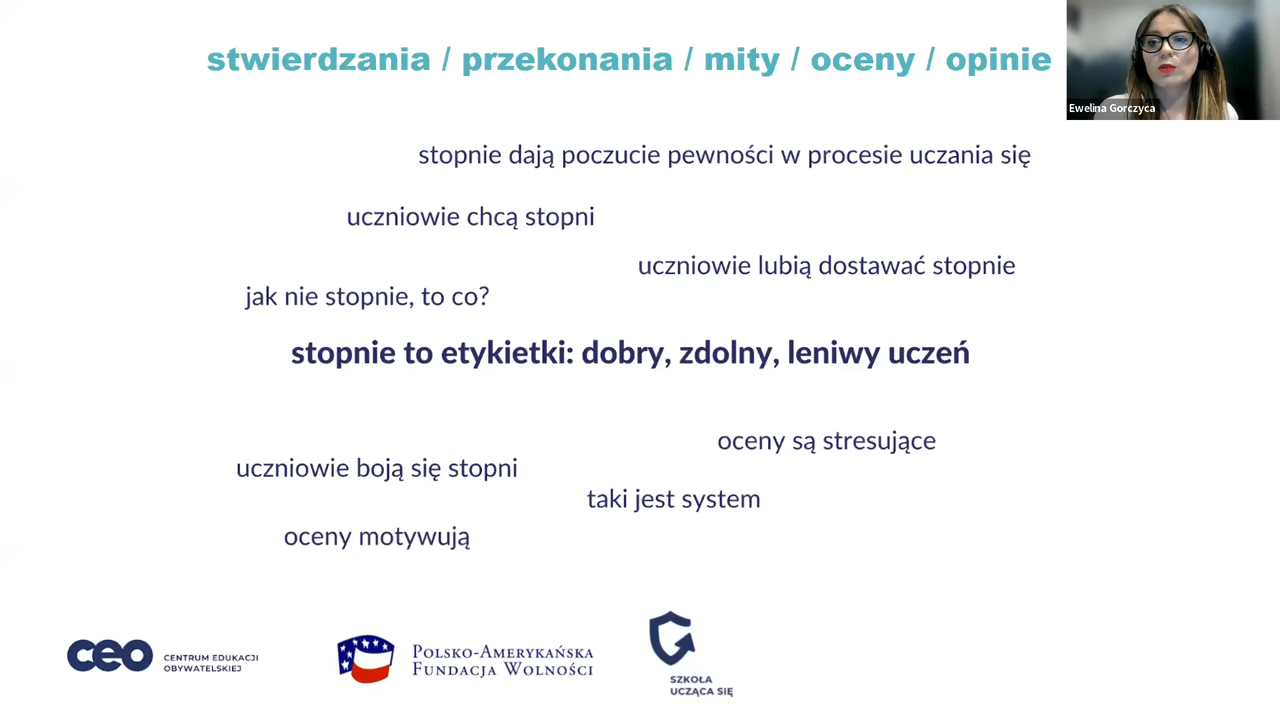 stwierdzania / przekonania / mity / oceny / opinie
Ewelina Gorczyca
stopnie dają poczucie pewności w procesie uczania się
uczniowie chcą stopni
uczniowie lubią dostawać stopnie
jak nie stopnie, to co?
stopnie to etykietki: dobry, zdolny, leniwy uczeń
oceny są stresujące
uczniowie boją się stopni
taki jest system
oceny motywują
ceo
CENTRUM EDUKACJI
OBYWATELSKIEJ
POLSKO-AMERYKAŃSKA
FUNDACJA WOLNOŚCI
SZKOŁA
UCZĄCA SIĘ